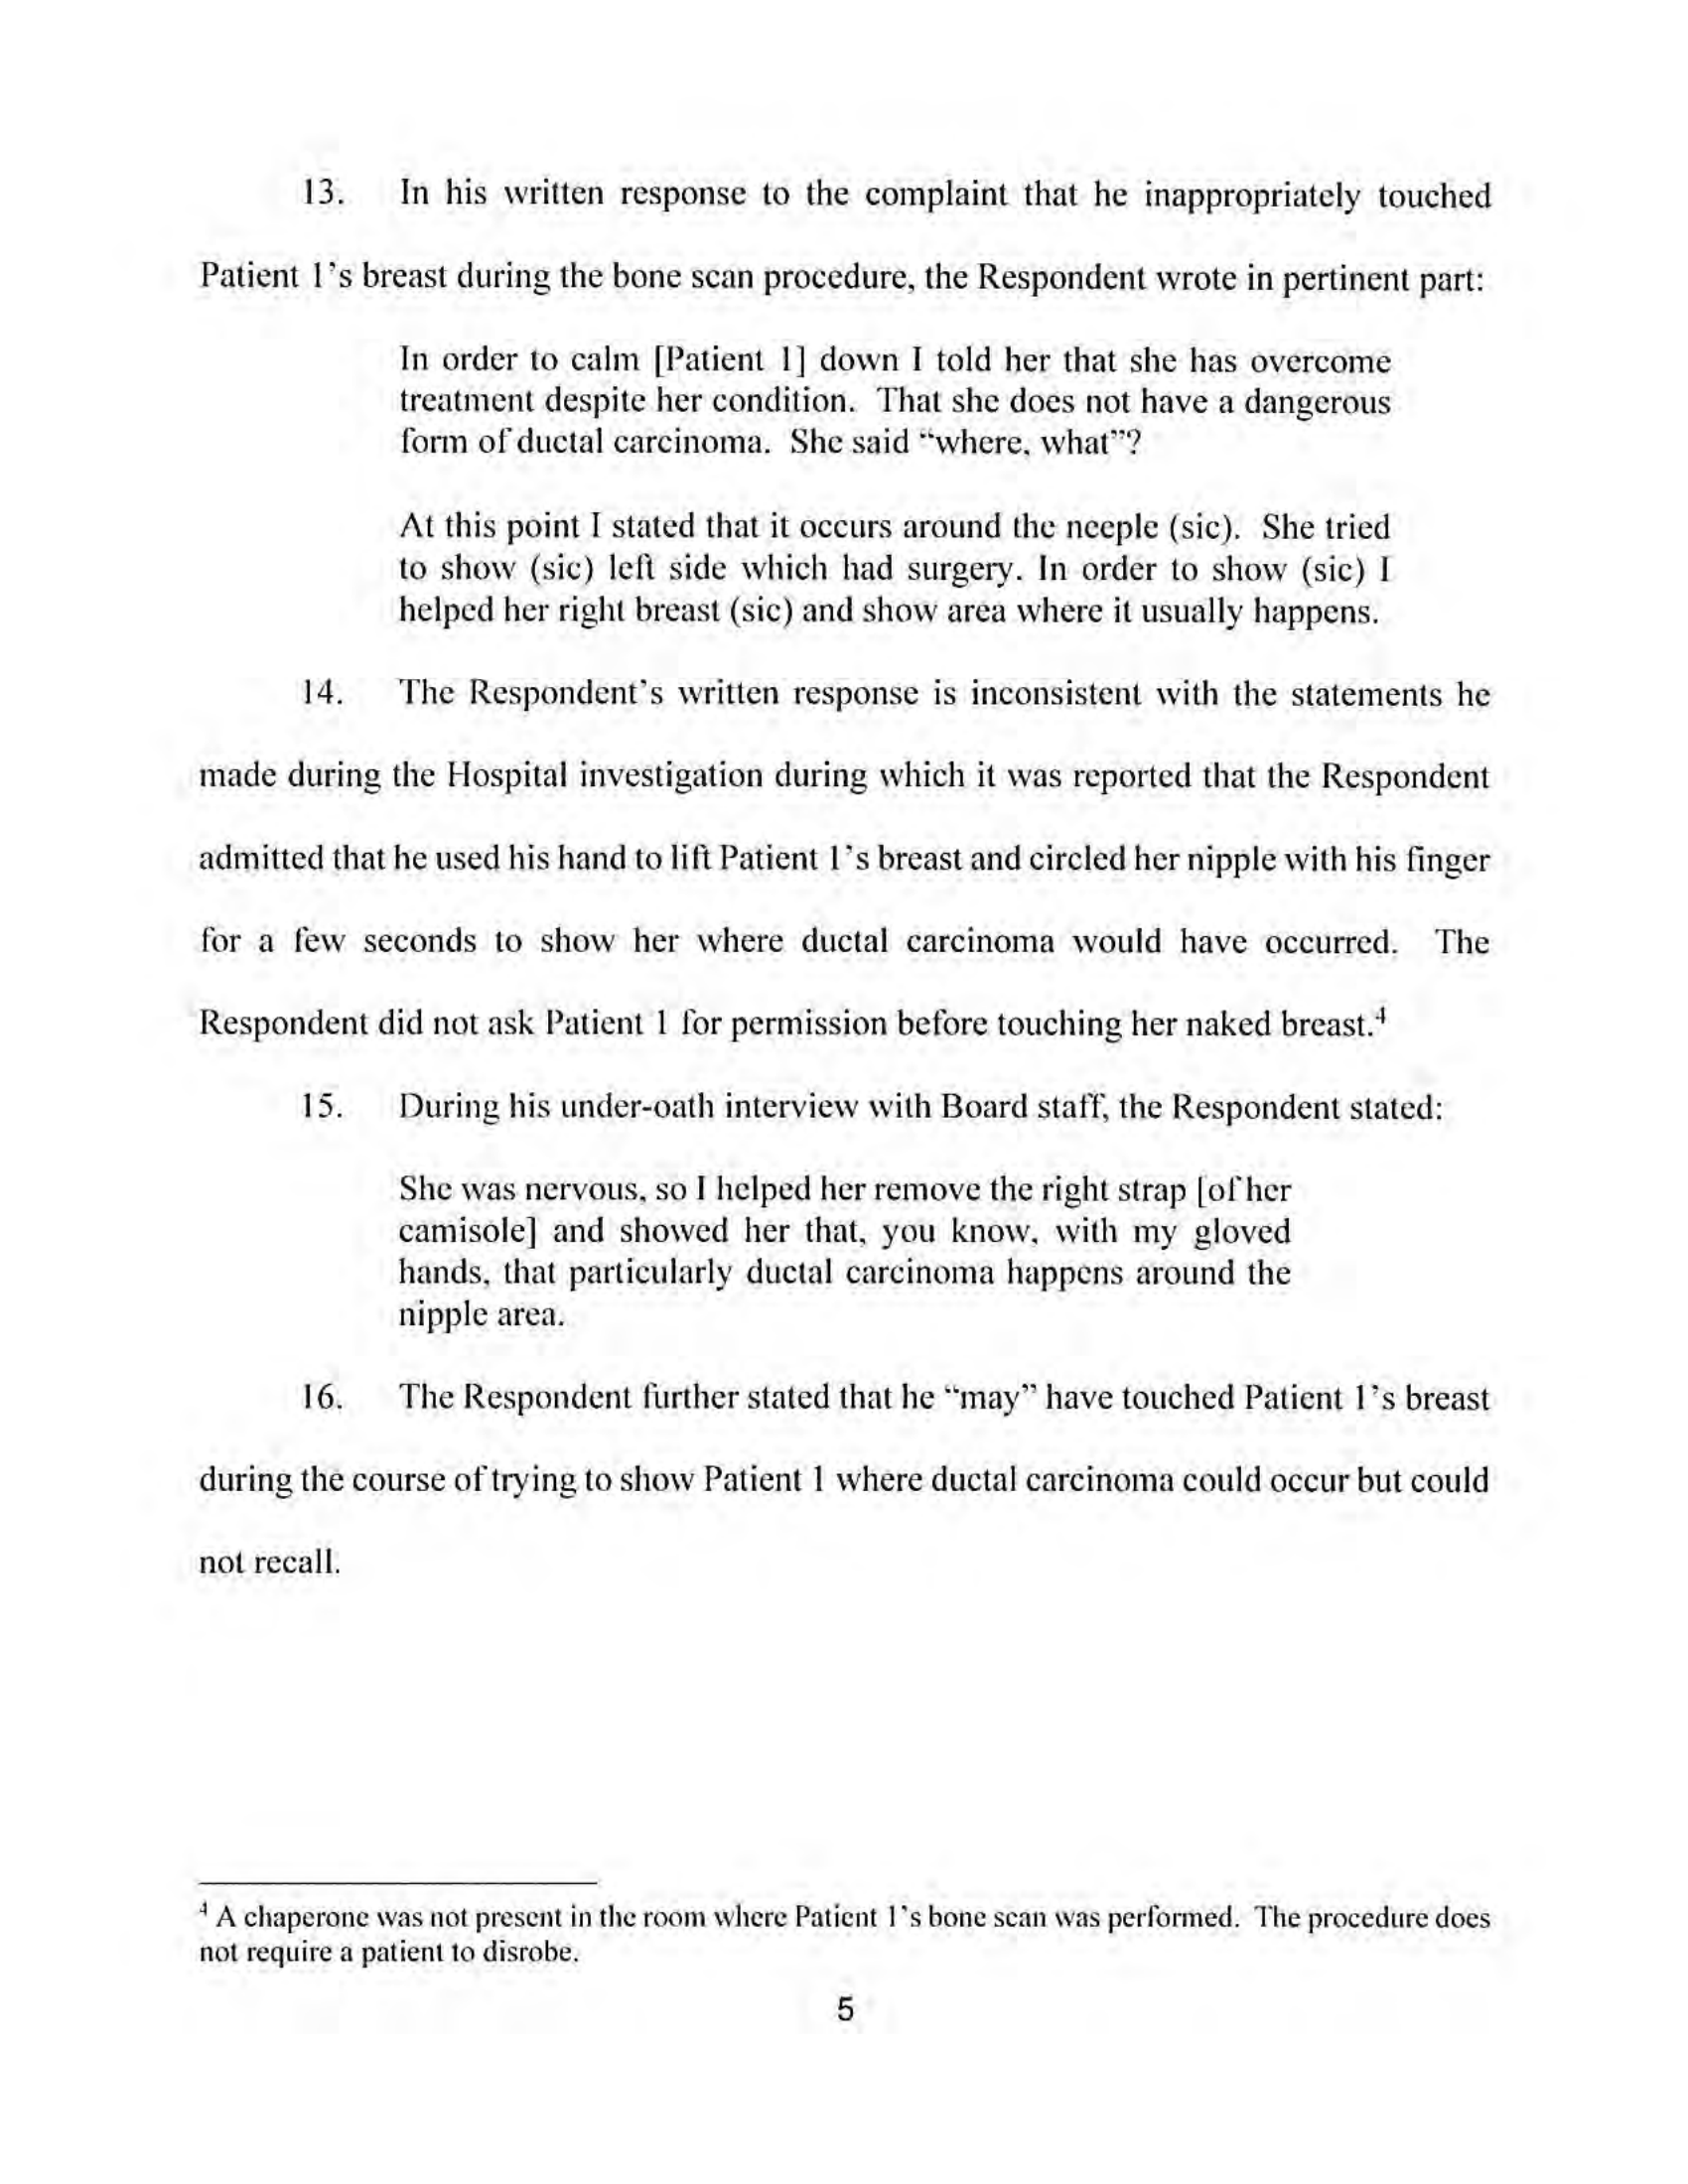 13. In his written response to the complaint that he inappropriately touched
Patient 1's breast during the bone scan procedure, the Respondent wrote in pertinent part:
In order to calm [Patient 1] down I told her that she has overcome
treatment despite her condition. That she does not have a dangerous
form of ductal carcinoma. She said “where, what”?
At this point I stated that it occurs around the neeple (sic). She tried
to show (sic) left side which had surgery. In order to show (sic) I
helped her right breast (sic) and show area where it usually happens.
14. The Respondent's written response is inconsistent with the statements he
made during the Hospital investigation during which it was reported that the Respondent
admitted that he used his hand to lift Patient 1's breast and circled her nipple with his finger
for a few seconds to show her where ductal carcinoma would have occurred. The
Respondent did not ask Patient 1 for permission before touching her naked breast.4
15. During his under-oath interview with Board staff, the Respondent stated:
She was nervous, so I helped her remove the right strap [of her
camisole] and showed her that, you know, with my gloved
hands, that particularly ductal carcinoma happens around the
nipple area.
16. The Respondent further stated that he “may” have touched Patient 1's breast
during the course of trying to show Patient 1 where ductal carcinoma could occur but could
not recall.
4 A chaperone was not present in the room where Patient 1's bone scan was performed. The procedure does
not require a patient to disrobe.
5